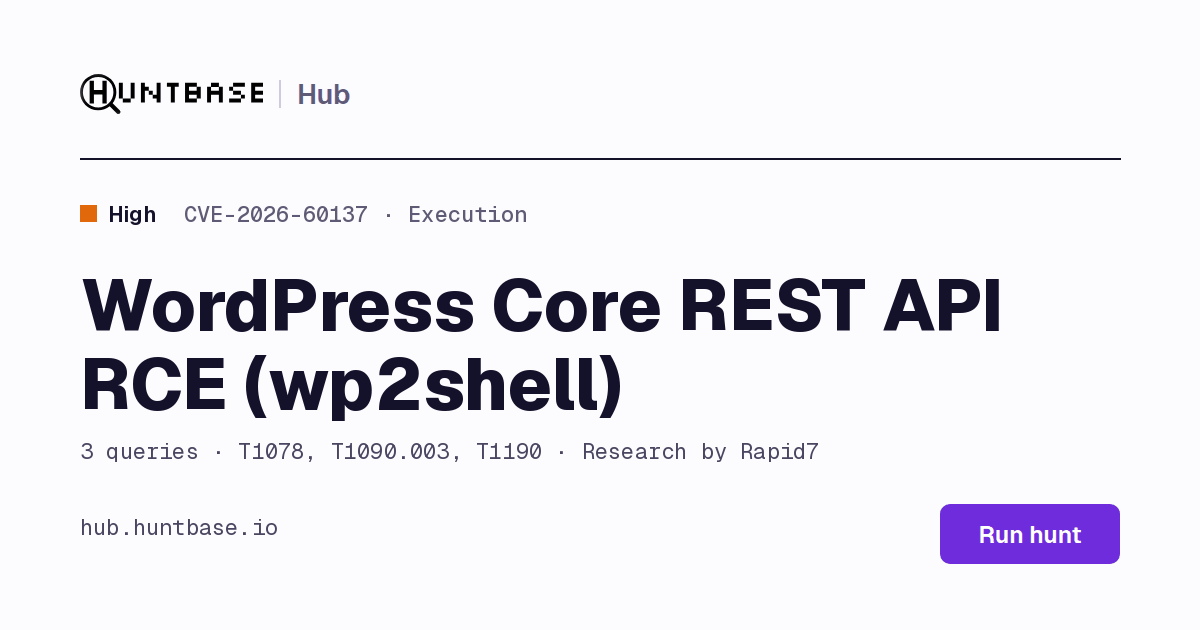 HUNTBASE Hub
High CVE-2026-60137 · Execution
WordPress Core REST API
RCE (wp2shell)
3 queries · T1078, T1090.003, T1190 · Research by Rapid7
hub.huntbase.io
Run hunt